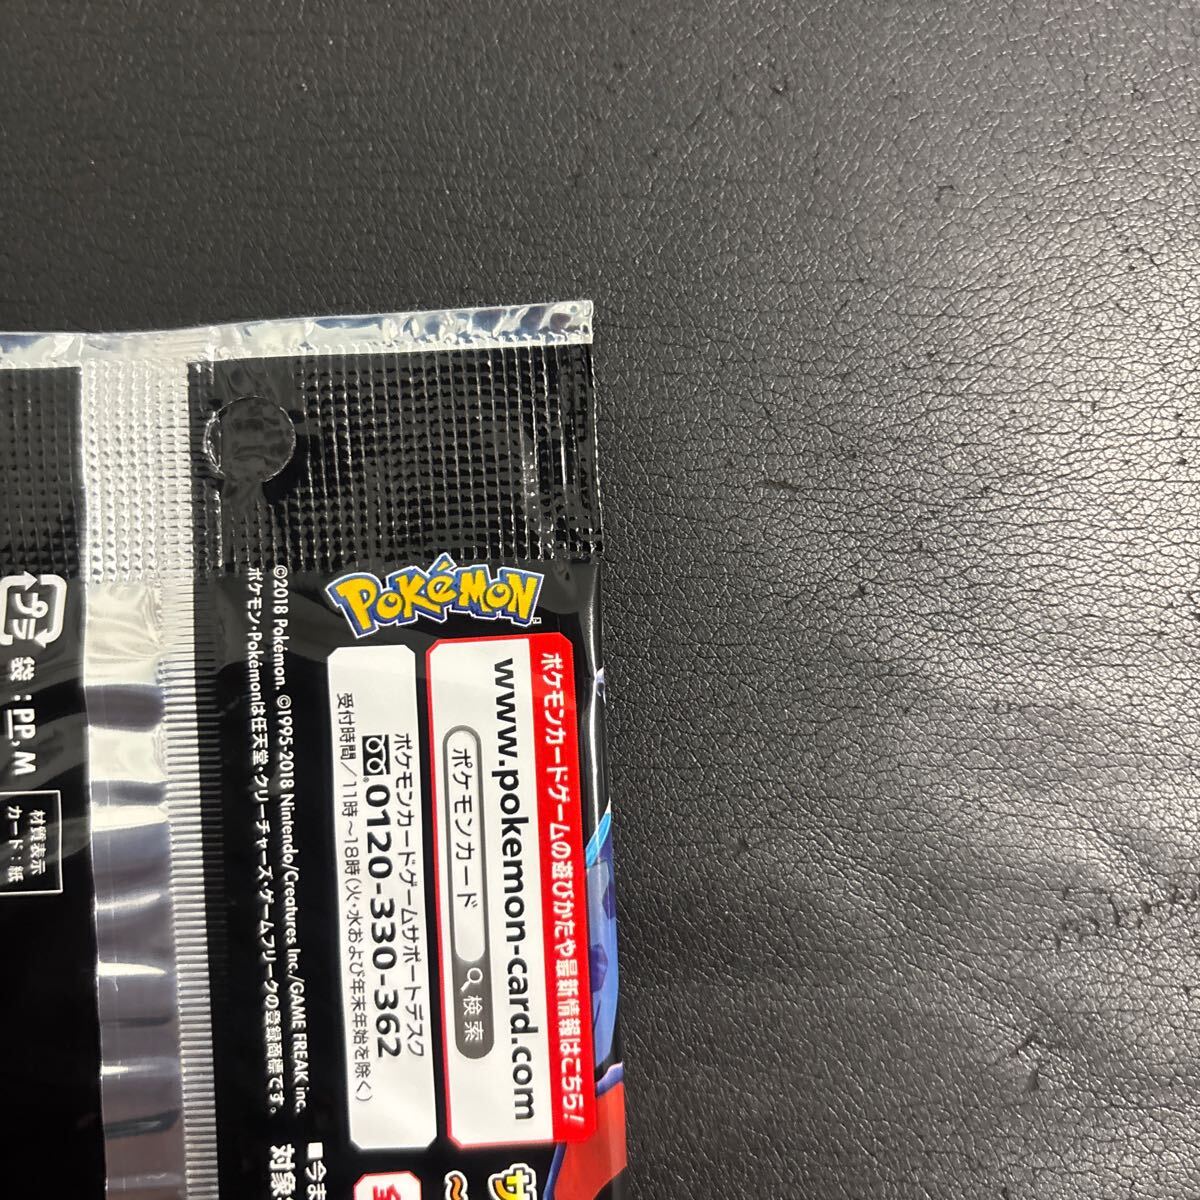 POKéMON
ポケモンカードゲームの遊びかたや最新情報はこちら!
www.pokemon-card.com
ポケモンカード 検索
ポケモンカードゲームサポートデスク
0120-330-362
受付時間/11時~18時(火・水および年末年始を除く)
©2018 Pokémon. ©1995-2018 Nintendo/Creatures Inc./GAME FREAK inc.
ポケモン・Pokémonは任天堂・クリーチャーズ・ゲームフリークの登録商標です。
■今ま
対象
プラ
袋:PP,M
材質表示
カード:紙